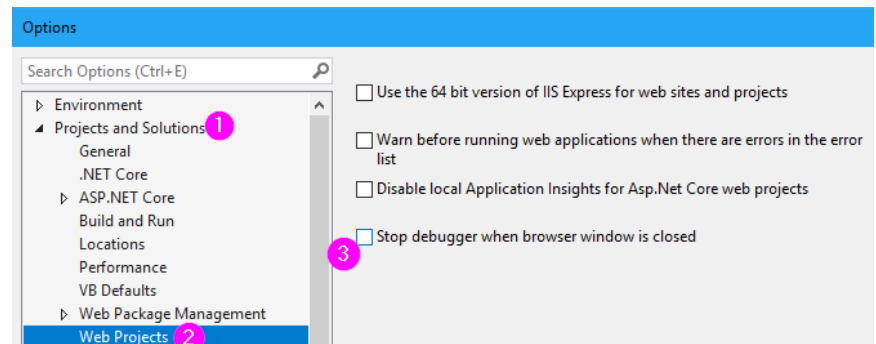 Options
Search Options (Ctrl+E)
Environment
Projects and Solutions 1
General
.NET Core
ASP.NET Core
Build and Run
Locations
Performance
VB Defaults
Web Package Management
Web Projects 2
Use the 64 bit version of IIS Express for web sites and projects
Warn before running web applications when there are errors in the error
list
Disable local Application Insights for Asp.Net Core web projects
3 Stop debugger when browser window is closed